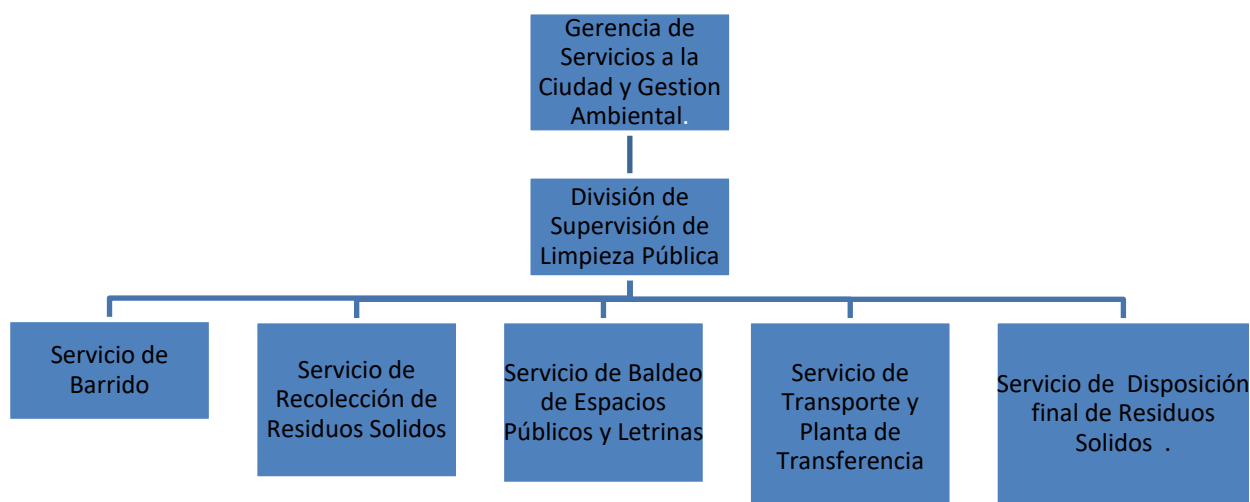 Gerencia de
Servicios a la
Ciudad y Gestion
Ambiental.
División de
Supervisión de
Limpieza Pública
Servicio de
Barrido
Servicio de
Recolección de
Residuos Solidos
Servicio de Baldeo
de Espacios
Públicos y Letrinas
Servicio de
Transporte y
Planta de
Transferencia
Servicio de  Disposición
final de Residuos
Solidos  .